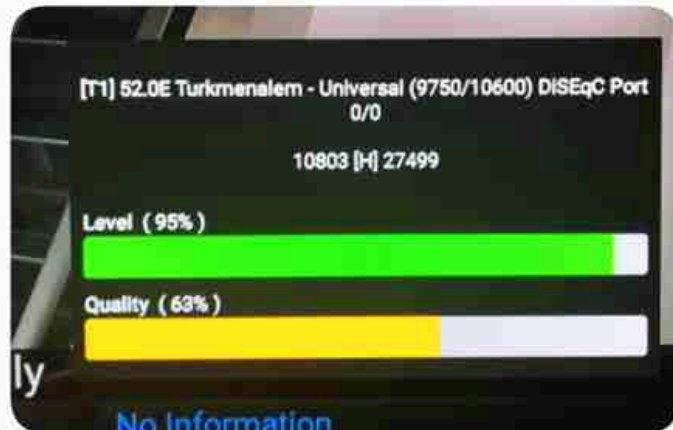 [T1] 52.0E Turkmenalem - Universal (9750/10600) DiSEqC Port
0/0
10803 [H] 27499
Level ( 95% )
Quality ( 63% )
ly
No Information